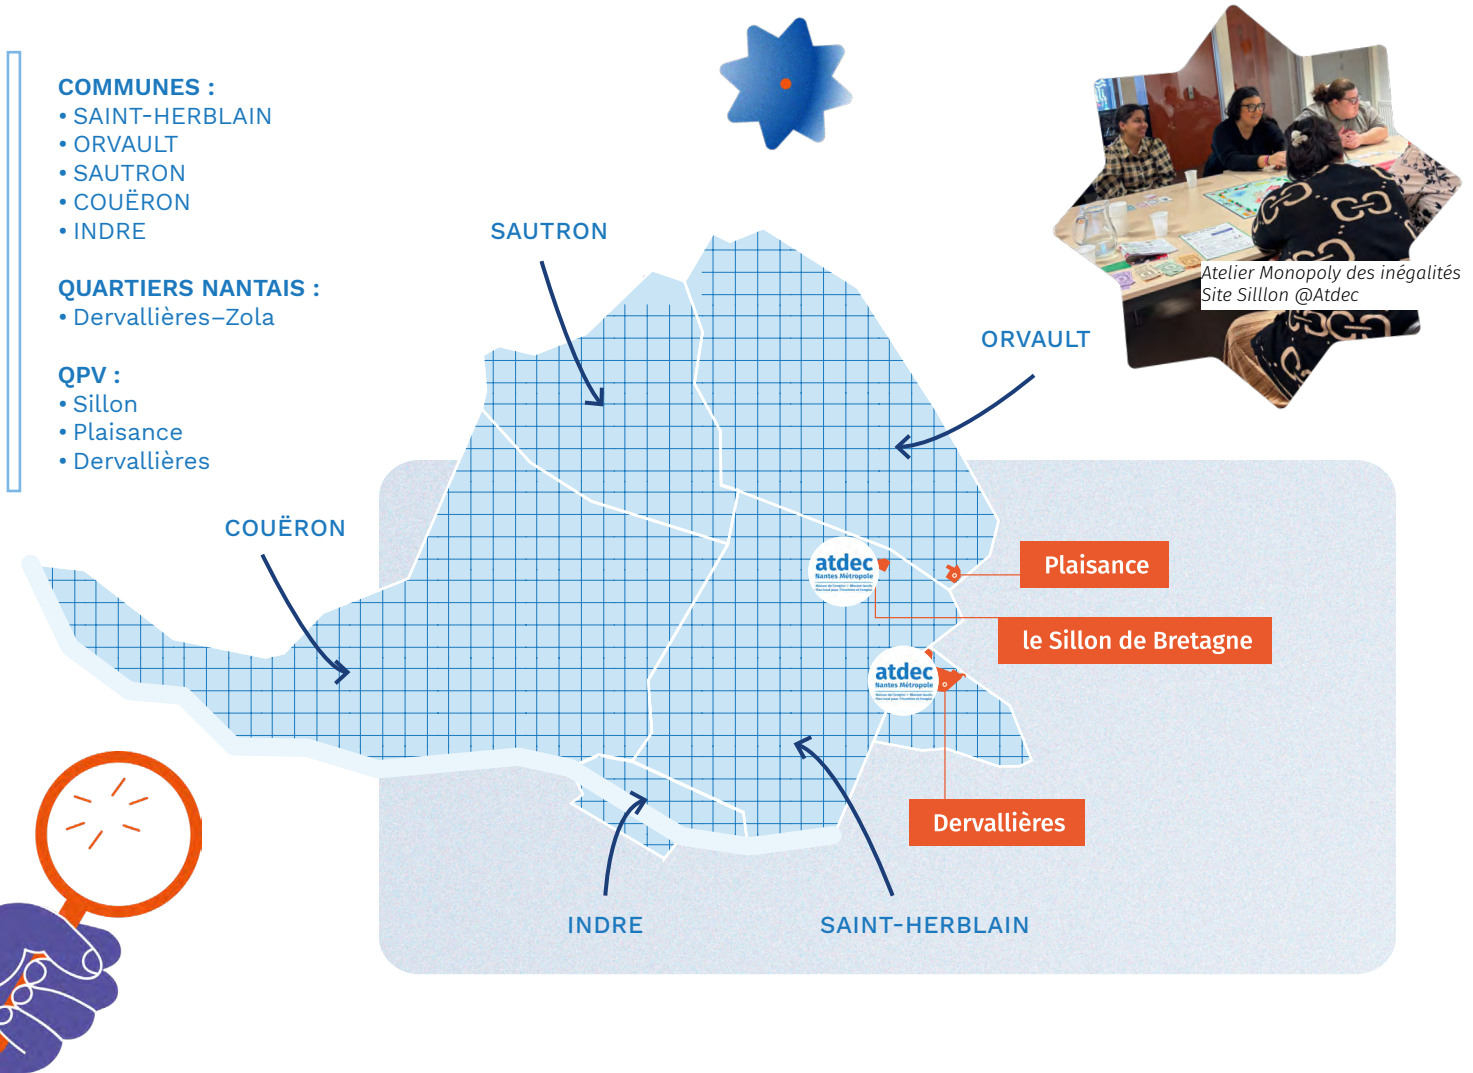 COMMUNES :
• SAINT-HERBLAIN
• ORVAULT
• SAUTRON
• COUËRON
• INDRE
QUARTIERS NANTAIS :
• Dervallières–Zola
QPV :
• Sillon
• Plaisance
• Dervallières
Atelier Monopoly des inégalités
Site Silllon @Atdec
SAUTRON
ORVAULT
COUËRON
atdec
Nantes Métropole
Plaisance
le Sillon de Bretagne
atdec
Nantes Métropole
Dervallières
INDRE
SAINT-HERBLAIN